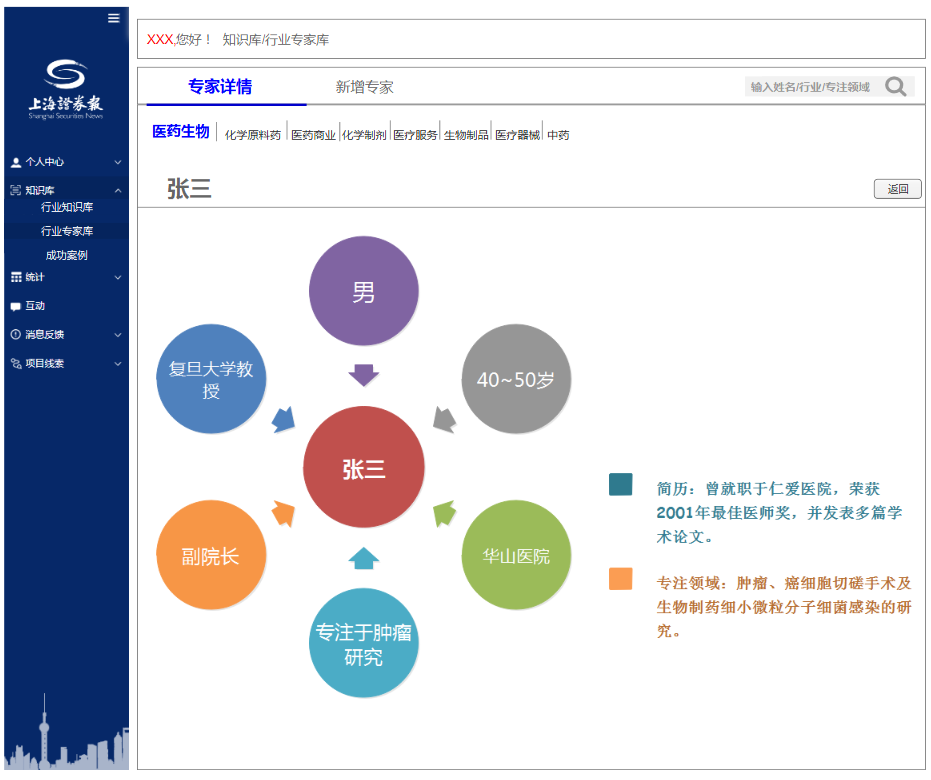 XXX,您好！ 知识库/行业专家库
上海證券報
Shanghai Securities News
个人中心
知识库
行业知识库
行业专家库
成功案例
统计
互动
消息反馈
项目线索
专家详情 新增专家 输入姓名/行业/专注领域
医药生物 化学原料药 医药商业 化学制剂 医疗服务 生物制品 医疗器械 中药
张三 返回
男
复旦大学教
授
40~50岁
张三
副院长
华山医院
专注于肿瘤
研究
简历：曾就职于仁爱医院，荣获
2001年最佳医师奖，并发表多篇学
术论文。
专注领域：肿瘤、癌细胞切磋手术及
生物制药细小微粒分子细菌感染的研
究。